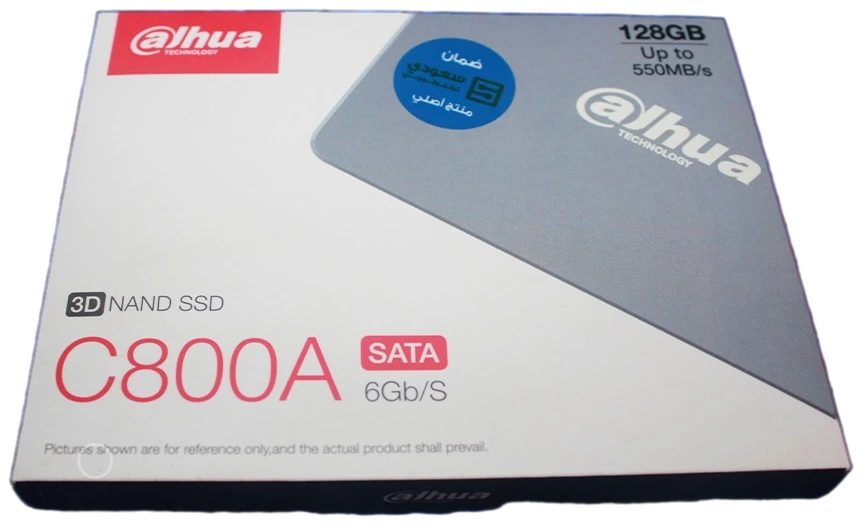 alhua
TECHNOLOGY
128GB
Up to
550MB/s
ضمان
سعودي
منتج اصلي
alhua
TECHNOLOGY
3D NAND SSD
C800A
SATA
6Gb/S
Pictures shown are for reference only,and the actual product shall prevail.
alhua